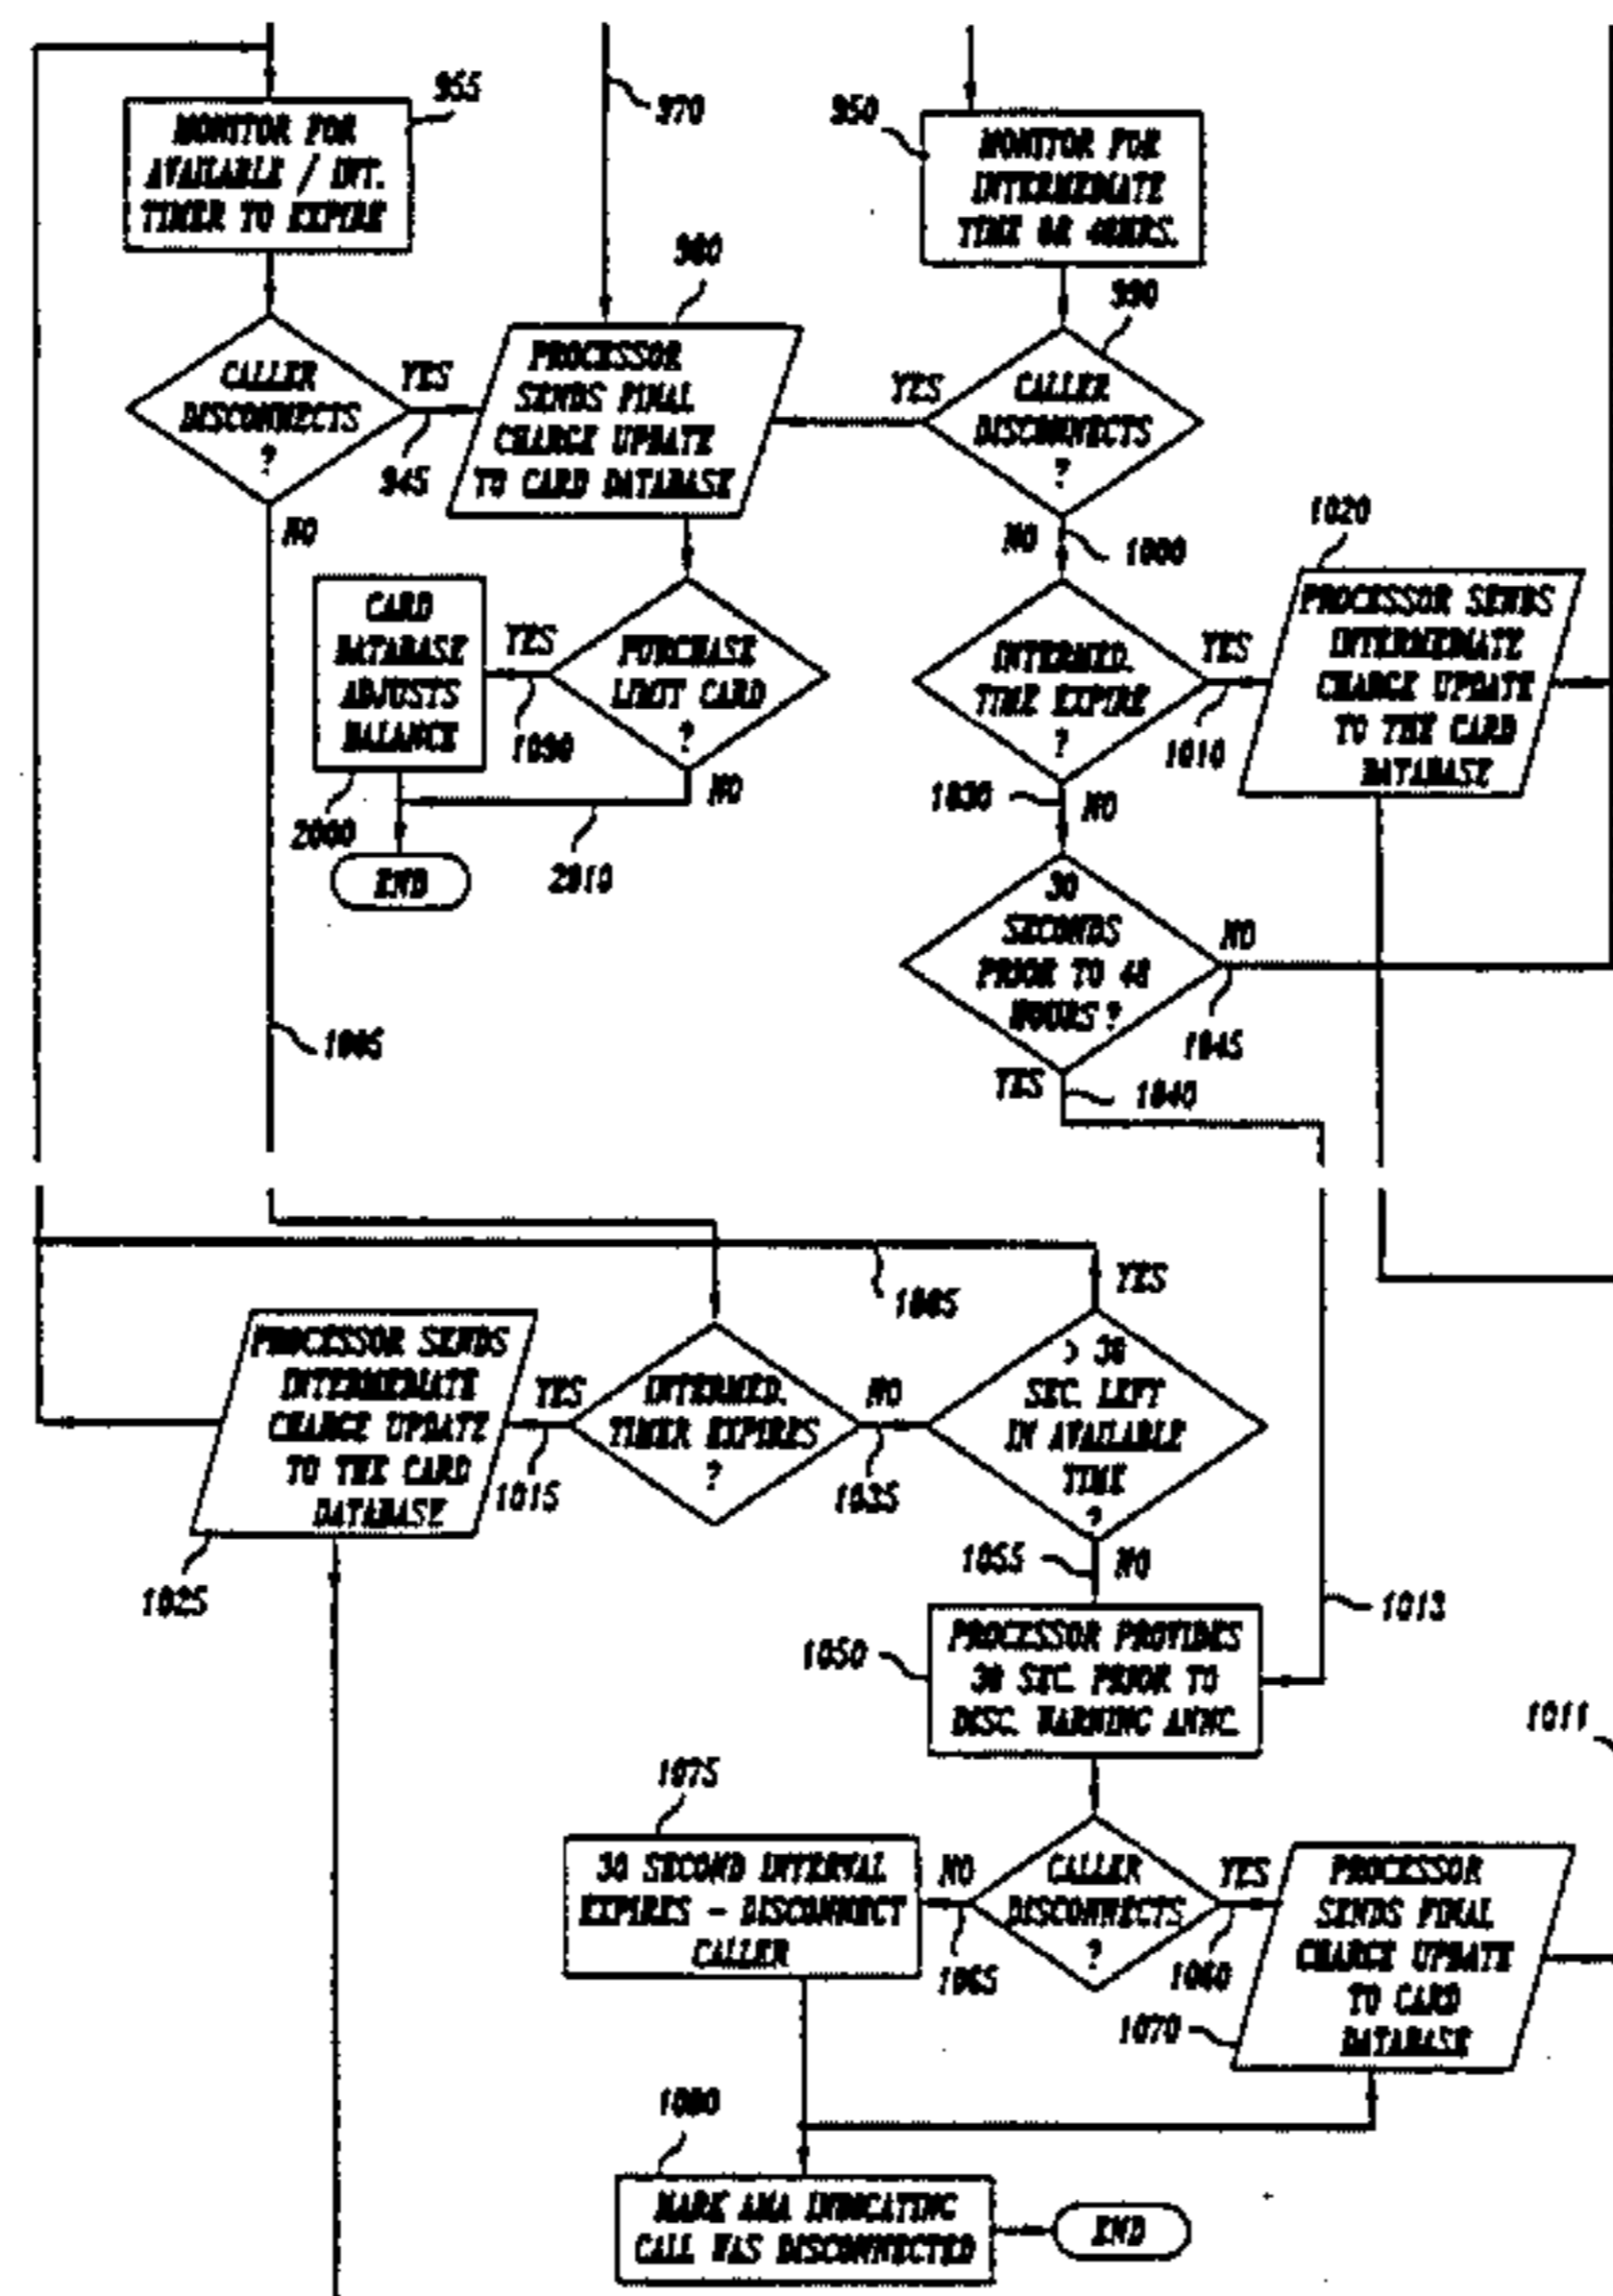 955
MONITOR FOR
AVAILABLE / INT.
TIMER TO EXPIRE
970
950
MONITOR FOR
INTERMEDIATE
TIME OR 48HRS.
CALLER
DISCONNECTS
?
YES
945
NO
980
PROCESSOR
SENDS FINAL
CHARGE UPDATE
TO CARD DATABASE
990
YES
CALLER
DISCONNECTS
?
NO
1000
CARD
DATABASE
ADJUSTS
BALANCE
YES
1090
PURCHASE
LIMIT CARD
?
NO
2000
2010
END
INTERMED.
TIME EXPIRE
?
YES
1010
1020
PROCESSOR SENDS
INTERMEDIATE
CHARGE UPDATE
TO THE CARD
DATABASE
1030
NO
30
SECONDS
PRIOR TO 48
HOURS ?
NO
1045
YES
1040
1005
1085
YES
PROCESSOR SENDS
INTERMEDIATE
CHARGE UPDATE
TO THE CARD
DATABASE
1025
YES
1015
INTERMED.
TIMER EXPIRES
?
NO
1035
> 30
SEC. LEFT
IN AVAILABLE
TIME
?
1055
NO
1013
1050
PROCESSOR PROVIDES
30 SEC. PRIOR TO
DISC. WARNING ANNC.
1011
1075
30 SECOND INTERVAL
EXPIRES - DISCONNECT
CALLER
NO
1065
CALLER
DISCONNECTS
?
YES
1060
PROCESSOR
SENDS FINAL
CHARGE UPDATE
TO CARD
DATABASE
1070
1080
MARK AMA INDICATING
CALL WAS DISCONNECTED
END